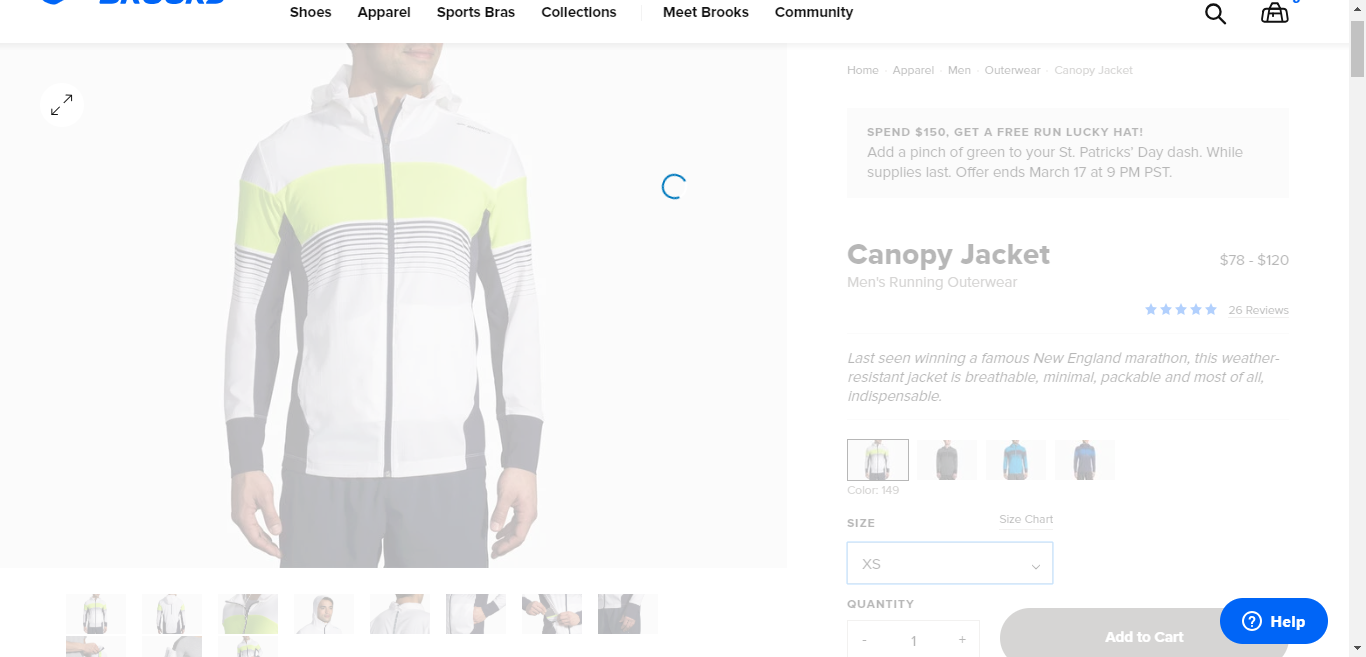 BROOKS
Shoes
Apparel
Sports Bras
Collections
Meet Brooks
Community
Home · Apparel · Men · Outerwear · Canopy Jacket
SPEND $150, GET A FREE RUN LUCKY HAT!
Add a pinch of green to your St. Patricks' Day dash. While
supplies last. Offer ends March 17 at 9 PM PST.
Canopy Jacket
$78 - $120
Men's Running Outerwear
26 Reviews
Last seen winning a famous New England marathon, this weather-
resistant jacket is breathable, minimal, packable and most of all,
indispensable.
Color: 149
SIZE
Size Chart
XS
QUANTITY
- 1 +
Add to Cart
? Help